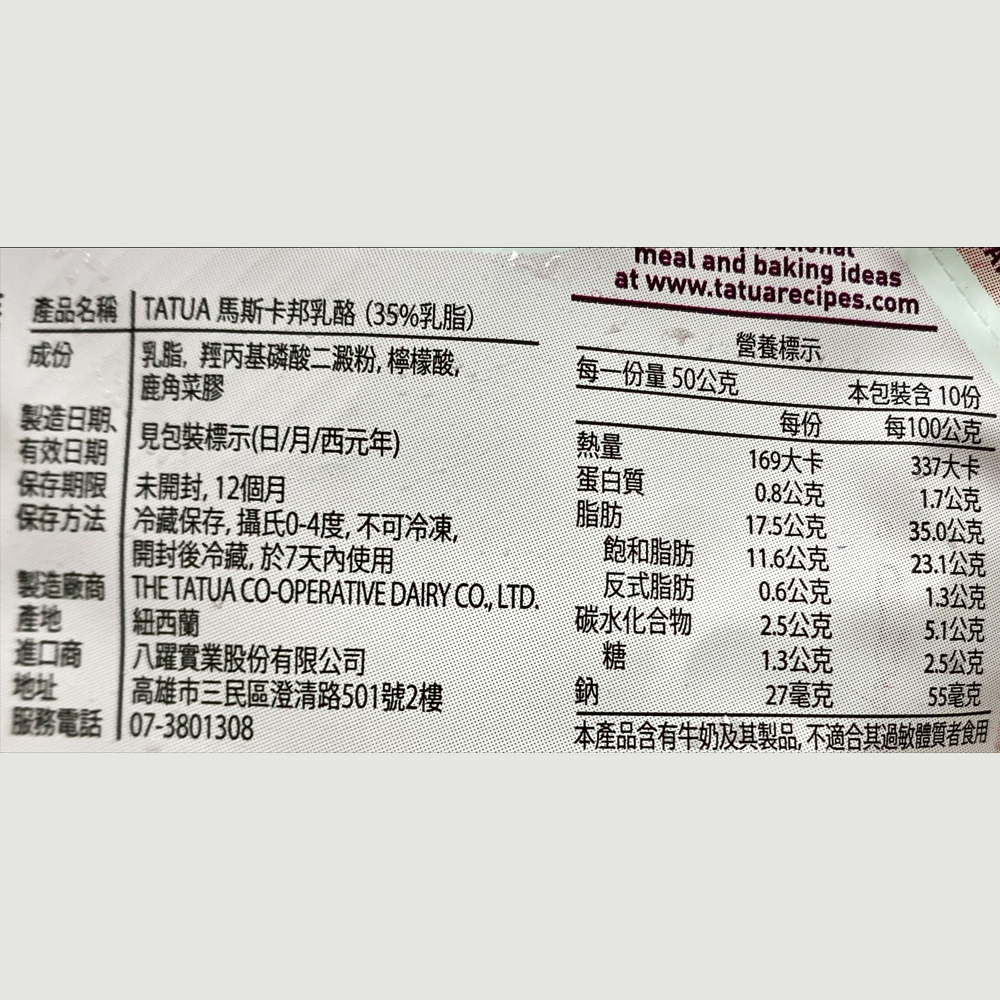 meal and baking ideas
at www.tatuarecipes.com
產品名稱 TATUA 馬斯卡邦乳酪 (35%乳脂)
成份 乳脂, 羥丙基磷酸二澱粉, 檸檬酸,
鹿角菜膠
製造日期、
有效日期 見包裝標示(日/月/西元年)
保存期限 未開封, 12個月
保存方法 冷藏保存, 攝氏0-4度, 不可冷凍,
開封後冷藏, 於7天內使用
製造廠商 THE TATUA CO-OPERATIVE DAIRY CO., LTD.
產地 紐西蘭
進口商 八躍實業股份有限公司
地址 高雄市三民區澄清路501號2樓
服務電話 07-3801308
營養標示
每一份量 50公克 本包裝含 10份
每份 每100公克
熱量 169大卡 337大卡
蛋白質 0.8公克 1.7公克
脂肪 17.5公克 35.0公克
飽和脂肪 11.6公克 23.1公克
反式脂肪 0.6公克 1.3公克
碳水化合物 2.5公克 5.1公克
糖 1.3公克 2.5公克
鈉 27毫克 55毫克
本產品含有牛奶及其製品, 不適合其過敏體質者食用